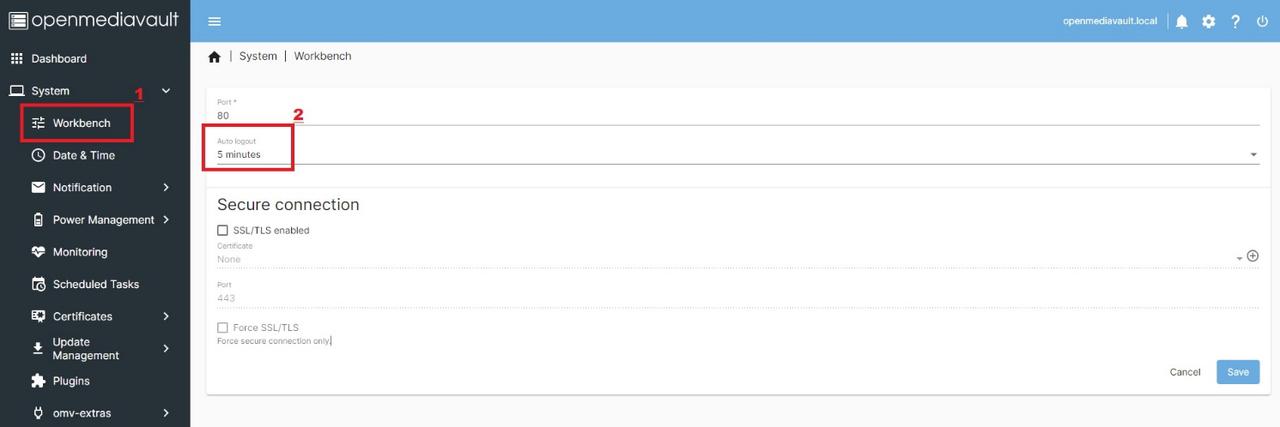 openmediavault
openmediavault.local
Dashboard
System
1
Workbench
Date & Time
Notification
Power Management
Monitoring
Scheduled Tasks
Certificates
Update
Management
Plugins
omv-extras
| System | Workbench
Port *
80
2
Auto logout
5 minutes
Secure connection
SSL/TLS enabled
Certificate
None
Port
443
Force SSL/TLS
Force secure connection only.
Cancel
Save